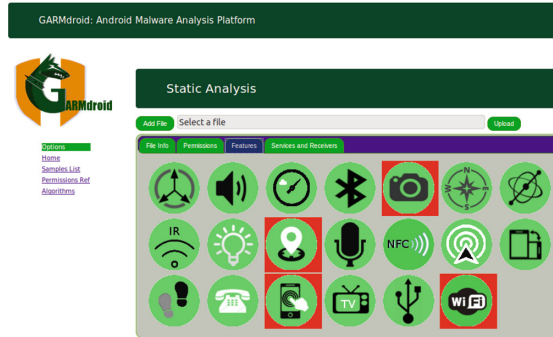 GARMdroid: Android Malware Analysis Platform
GARMdroid
Static Analysis
Add File Select a file Upload
Options
Home
Samples List
Permissions Ref
Algorithms
File Info Permissions Features Services and Receivers
N
W E
S
IR
NFC
TV
Wi Fi